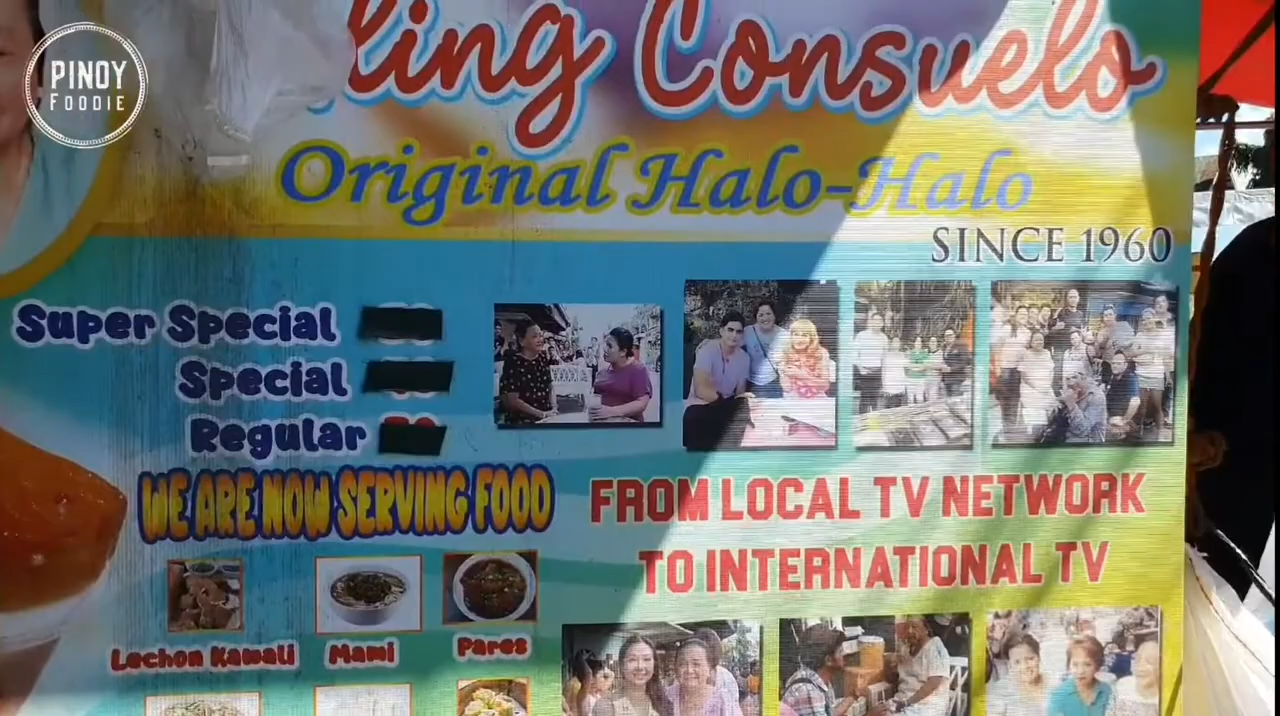 PINOY
FOODIE
ling Consuelo
Original Halo-Halo
SINCE 1960
Super Special
Special
Regular
WE ARE NOW SERVING FOOD
FROM LOCAL TV NETWORK
TO INTERNATIONAL TV
Lechon Kawali
Mami
Pares